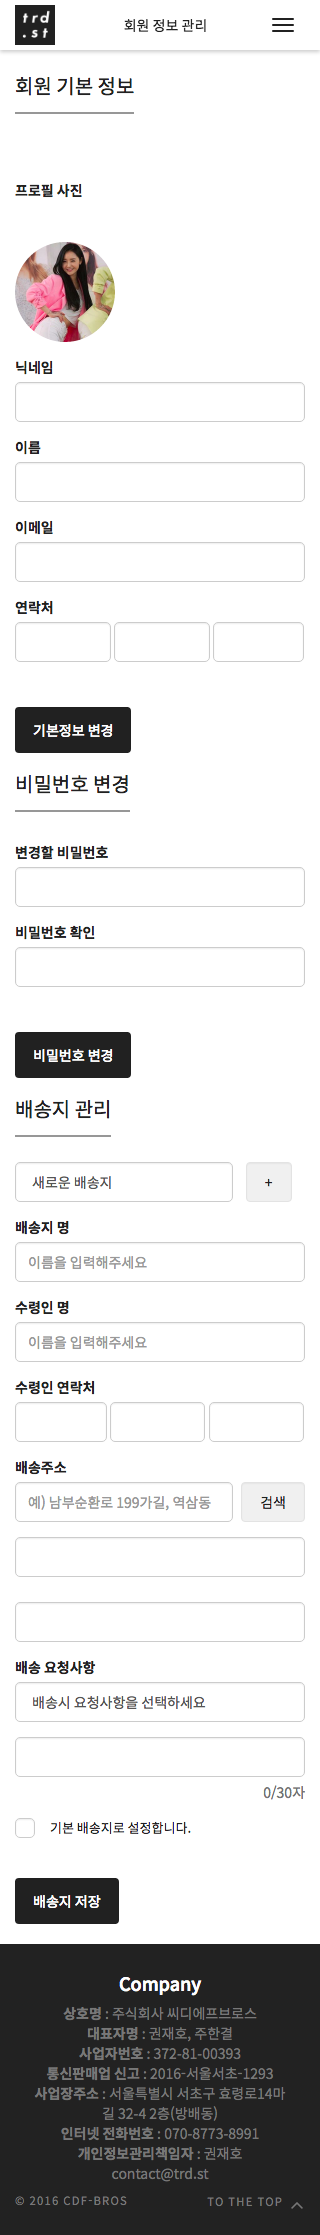 trd
.st
회원 정보 관리
회원 기본 정보
프로필 사진
닉네임
이름
이메일
연락처
기본정보 변경
비밀번호 변경
변경할 비밀번호
비밀번호 확인
비밀번호 변경
배송지 관리
새로운 배송지 +
배송지 명
이름을 입력해주세요
수령인 명
이름을 입력해주세요
수령인 연락처
배송주소
예) 남부순환로 199가길, 역삼동 검색
배송 요청사항
배송시 요청사항을 선택하세요
0/30자
기본 배송지로 설정합니다.
배송지 저장
Company
상호명 : 주식회사 씨디에프브로스
대표자명 : 권재호, 주한결
사업자번호 : 372-81-00393
통신판매업 신고 : 2016-서울서초-1293
사업장주소 : 서울특별시 서초구 효령로14마
길 32-4 2층(방배동)
인터넷 전화번호 : 070-8773-8991
개인정보관리책임자 : 권재호
contact@trd.st
© 2016 CDF-BROS TO THE TOP